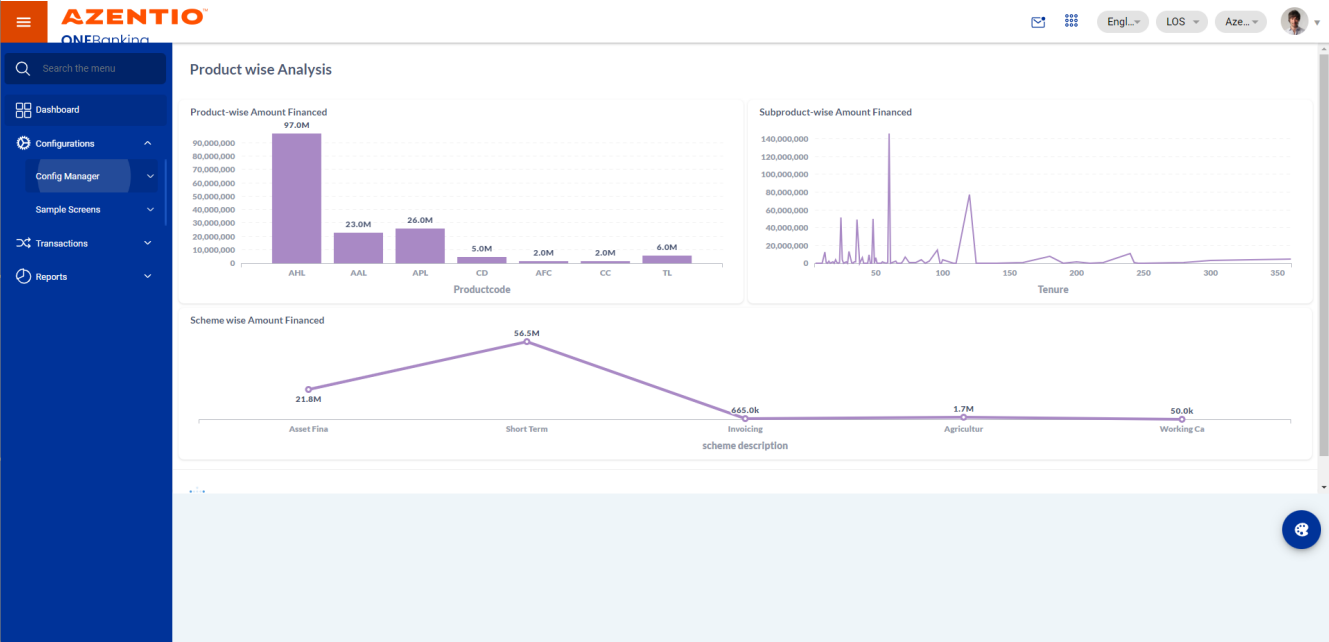 AZENTIO™
ONEBanking
Engl...
LOS
Aze...
Search the menu
Dashboard
Configurations
Config Manager
Sample Screens
Transactions
Reports
Product wise Analysis
Product-wise Amount Financed
97.0M
90,000,000
80,000,000
70,000,000
60,000,000
50,000,000
40,000,000
30,000,000
20,000,000
10,000,000
0
23.0M
26.0M
5.0M
2.0M
2.0M
6.0M
AHL
AAL
APL
CD
AFC
CC
TL
Productcode
Subproduct-wise Amount Financed
140,000,000
120,000,000
100,000,000
80,000,000
60,000,000
40,000,000
20,000,000
0
50
100
150
200
250
300
350
Tenure
Scheme wise Amount Financed
21.8M
56.5M
665.0k
1.7M
50.0k
Asset Fina
Short Term
Invoicing
Agricultur
Working Ca
scheme description